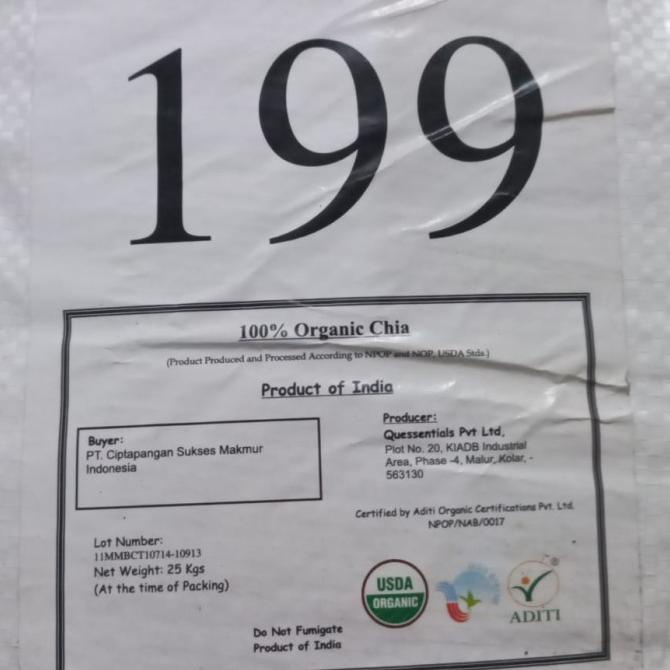 199
100% Organic Chia
(Product Produced and Processed According to NPOP and NOP, USDA Stds.)
Product of India
Buyer:
PT. Ciptapangan Sukses Makmur
Indonesia
Producer:
Quessentials Pvt Ltd,
Plot No. 20, KIADB Industrial
Area, Phase -4, Malur, Kolar, -
563130
Certified by Aditi Organic Certifications Pvt. Ltd.
NPOP/NAB/0017
Lot Number:
11MMBCT10714-10913
Net Weight: 25 Kgs
(At the time of Packing)
USDA
ORGANIC
®
ADITI
Do Not Fumigate
Product of India